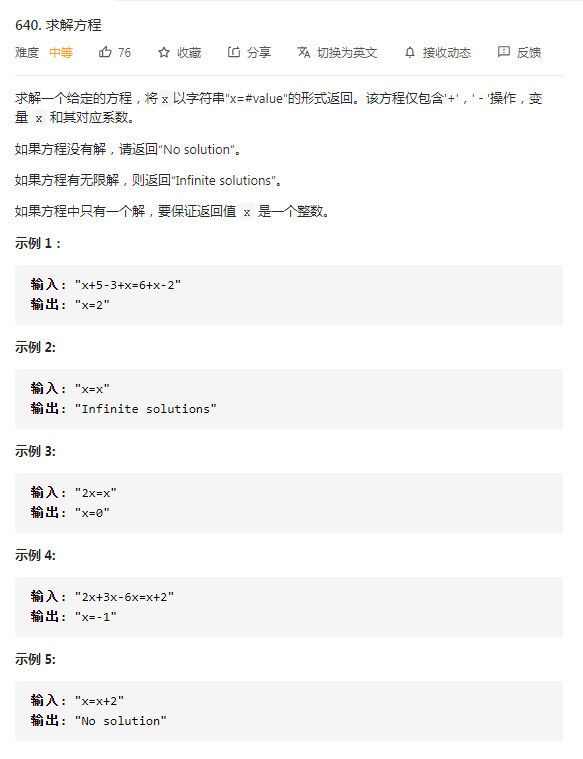 640. 求解方程
难度 中等 76 收藏 分享 切换为英文 接收动态 反馈
求解一个给定的方程，将 x 以字符串"x=#value"的形式返回。该方程仅包含'+'，' - '操作，变
量 x 和其对应系数。
如果方程没有解，请返回“No solution”。
如果方程有无限解，则返回“Infinite solutions”。
如果方程中只有一个解，要保证返回值 x 是一个整数。
示例 1：
输入: "x+5-3+x=6+x-2"
输出: "x=2"
示例 2:
输入: "x=x"
输出: "Infinite solutions"
示例 3:
输入: "2x=x"
输出: "x=0"
示例 4:
输入: "2x+3x-6x=x+2"
输出: "x=-1"
示例 5:
输入: "x=x+2"
输出: "No solution"